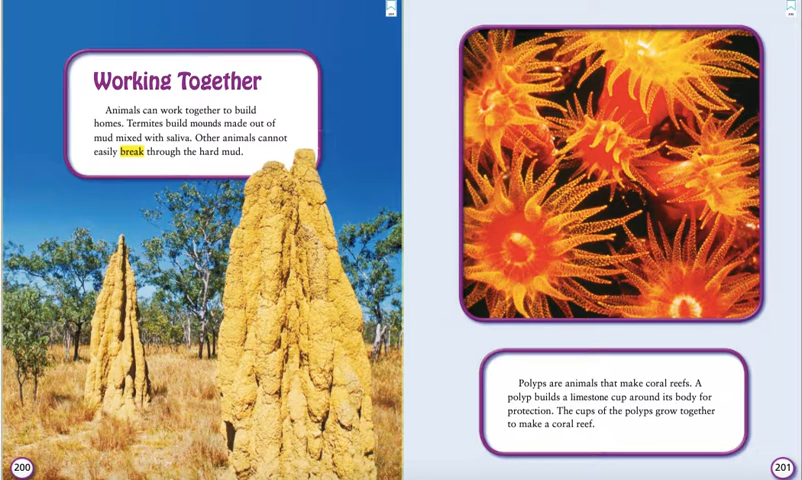 Working Together
Animals can work together to build
homes. Termites build mounds made out of
mud mixed with saliva. Other animals cannot
easily break through the hard mud.
Polyps are animals that make coral reefs. A
polyp builds a limestone cup around its body for
protection. The cups of the polyps grow together
to make a coral reef.
200
201